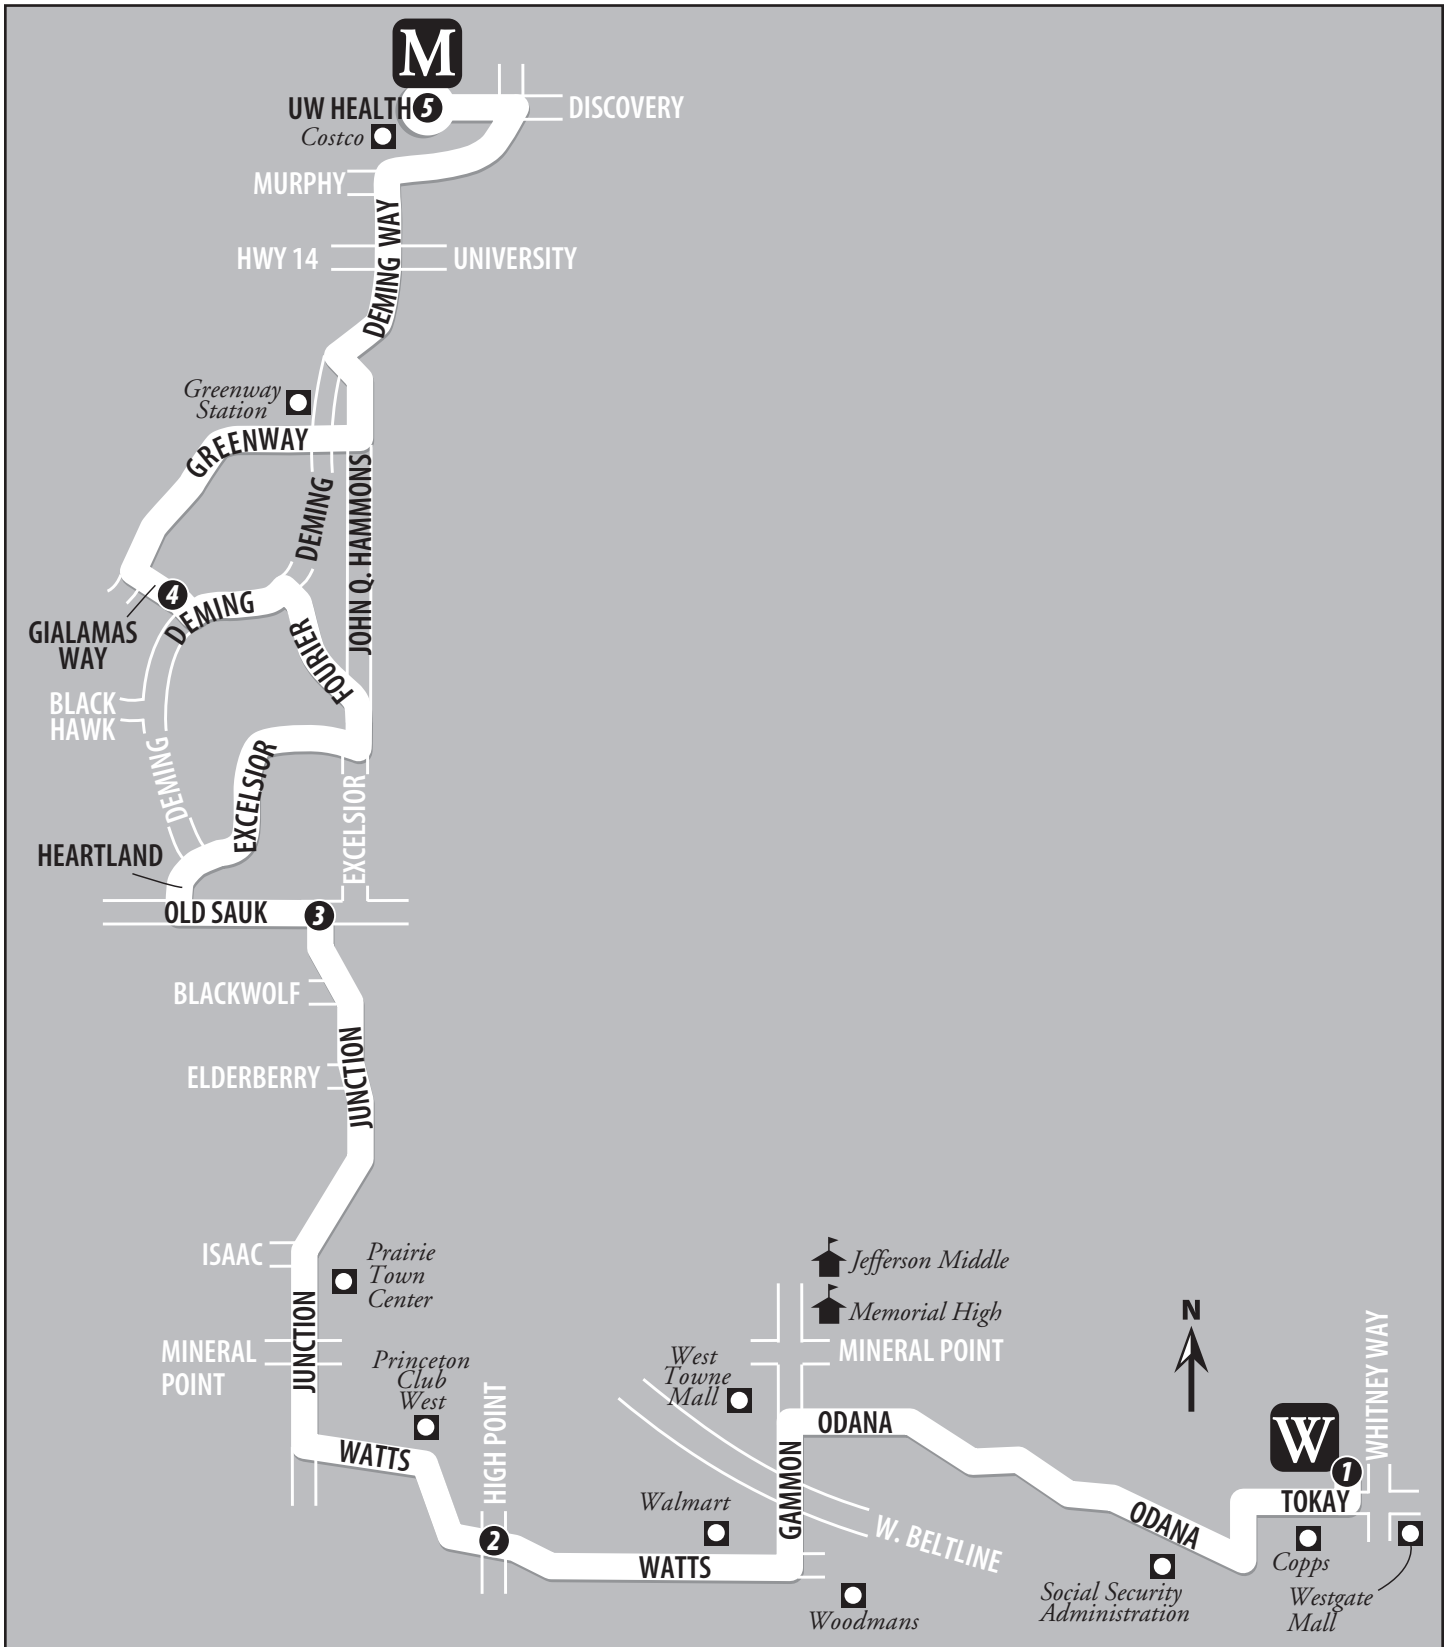 M
UW HEALTH 5
DISCOVERY
Costco
MURPHY
DEMING WAY
HWY 14
UNIVERSITY
Greenway
Station
GREENWAY
DEMING
JOHN Q. HAMMONS
4
DEMING
GIALAMAS
WAY
FOURIER
BLACK
HAWK
DEMING
EXCELSIOR
EXCELSIOR
HEARTLAND
OLD SAUK
3
BLACKWOLF
JUNCTION
ELDERBERRY
ISAAC
Prairie
Town
Center
JUNCTION
MINERAL
POINT
Princeton
Club
West
WATTS
HIGH POINT
2
Jefferson Middle
Memorial High
MINERAL POINT
West
Towne
Mall
ODANA
GAMMON
Walmart
W. BELTLINE
WATTS
Woodmans
N
WHITNEY WAY
W
1
TOKAY
ODANA
Copps
Social Security
Administration
Westgate
Mall